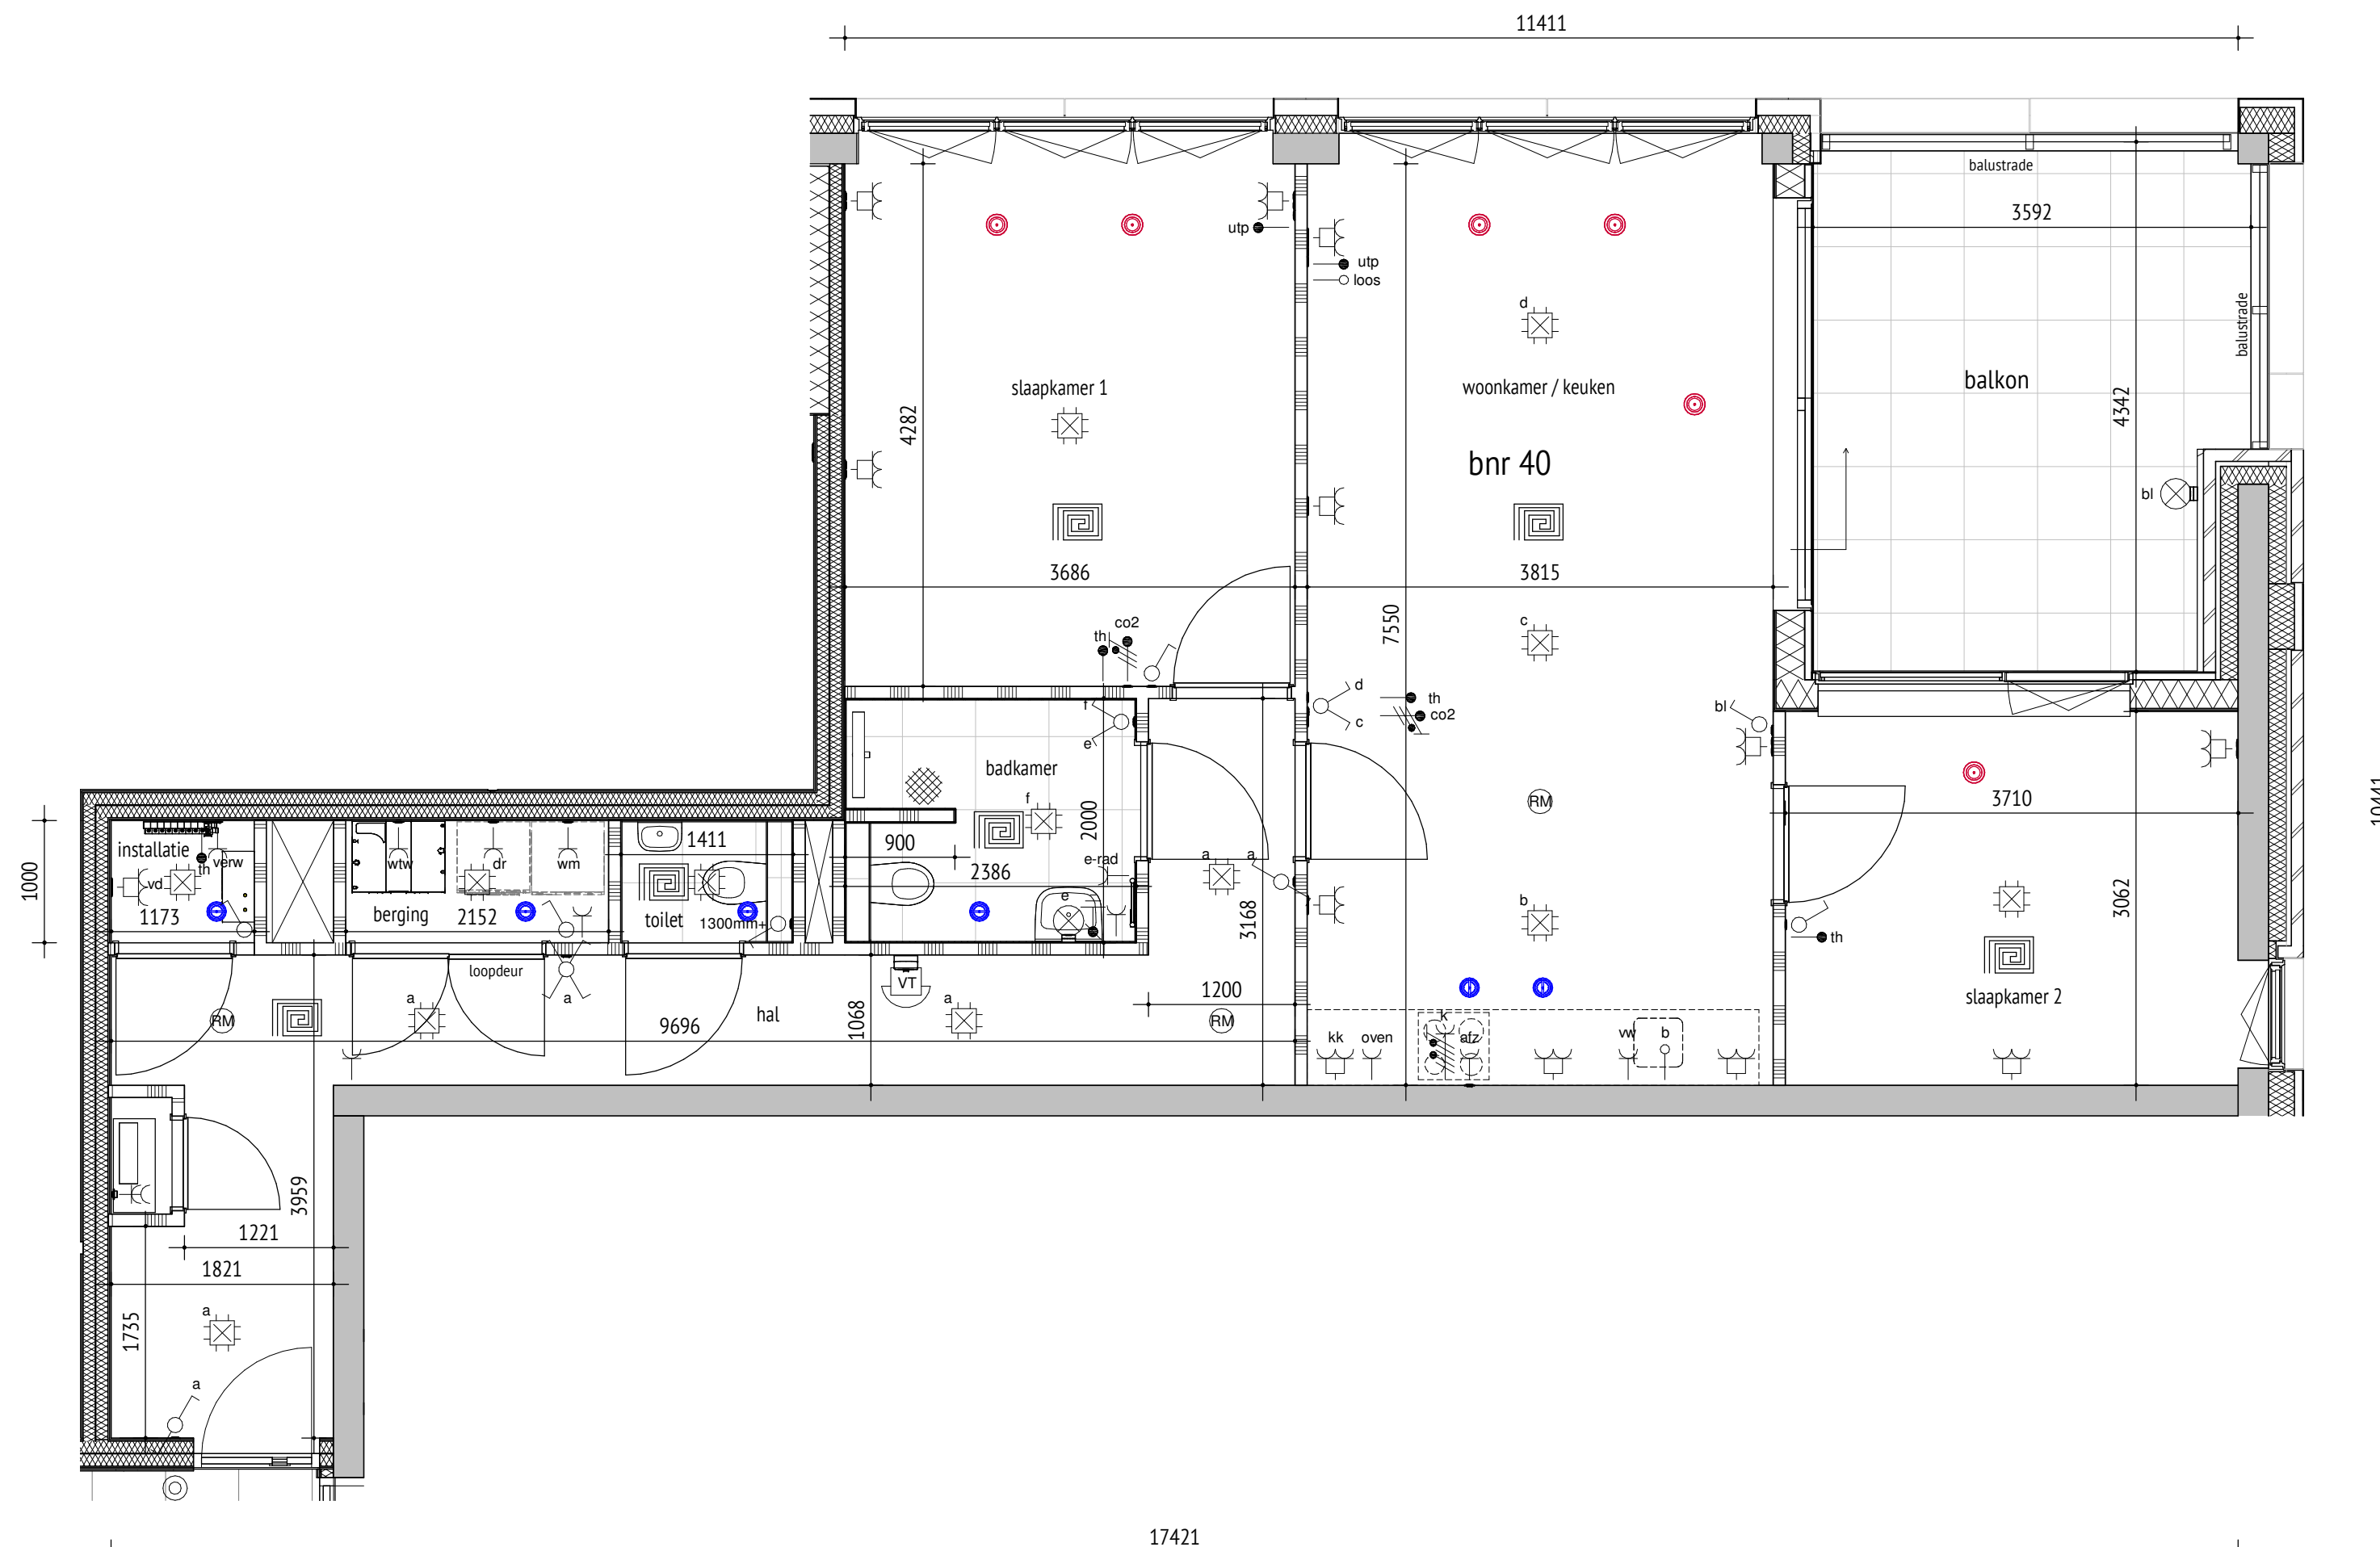 11411
balustrade
3592
utp
utp
loos
balustrade
d
slaapkamer 1
woonkamer / keuken
balkon
4282
4342
bnr 40
bl
3686
3815
7550
c
co2
th
d
th
co2
c
f
e
bl
badkamer
3710
10441
f
2000
1411
900
e-rad
installatie
verw
th
wtw
dr
wm
a
a
1000
vd
2386
3062
1173
berging
2152
toilet
1300mm+
e
3168
b
th
loopdeur
VT
1200
slaapkamer 2
a
a
a
RM
hal
9696
1068
RM
RM
kk
oven
k
afz
vw
b
3959
1221
1821
1735
a
a
17421